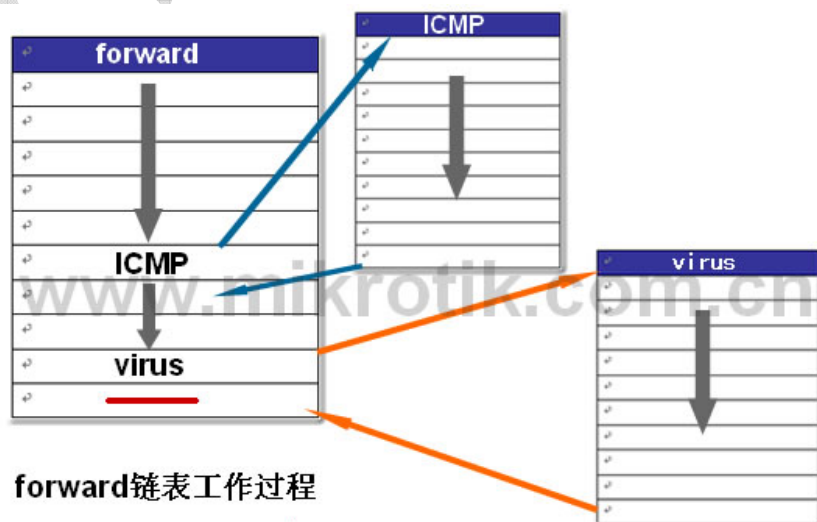 forward
ICMP
ICMP
www.mikrotik.com.cn
virus
virus
forward链表工作过程